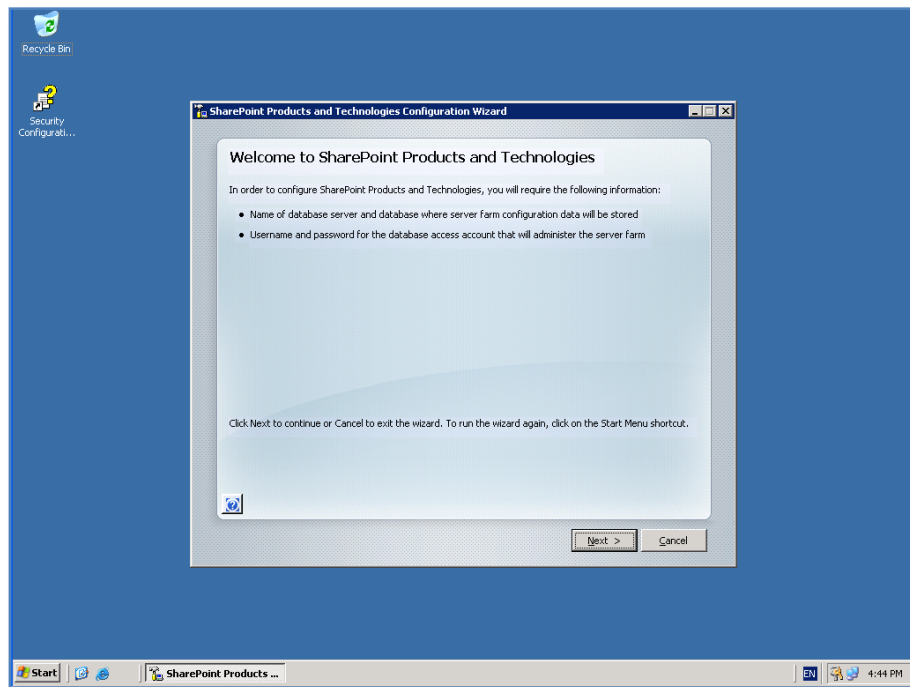 Recycle Bin
Security
Configurati...
SharePoint Products and Technologies Configuration Wizard
Welcome to SharePoint Products and Technologies
In order to configure SharePoint Products and Technologies, you will require the following information:
• Name of database server and database where server farm configuration data will be stored
• Username and password for the database access account that will administer the server farm
Click Next to continue or Cancel to exit the wizard. To run the wizard again, click on the Start Menu shortcut.
Next >
Cancel
Start
SharePoint Products ...
EN
4:44 PM